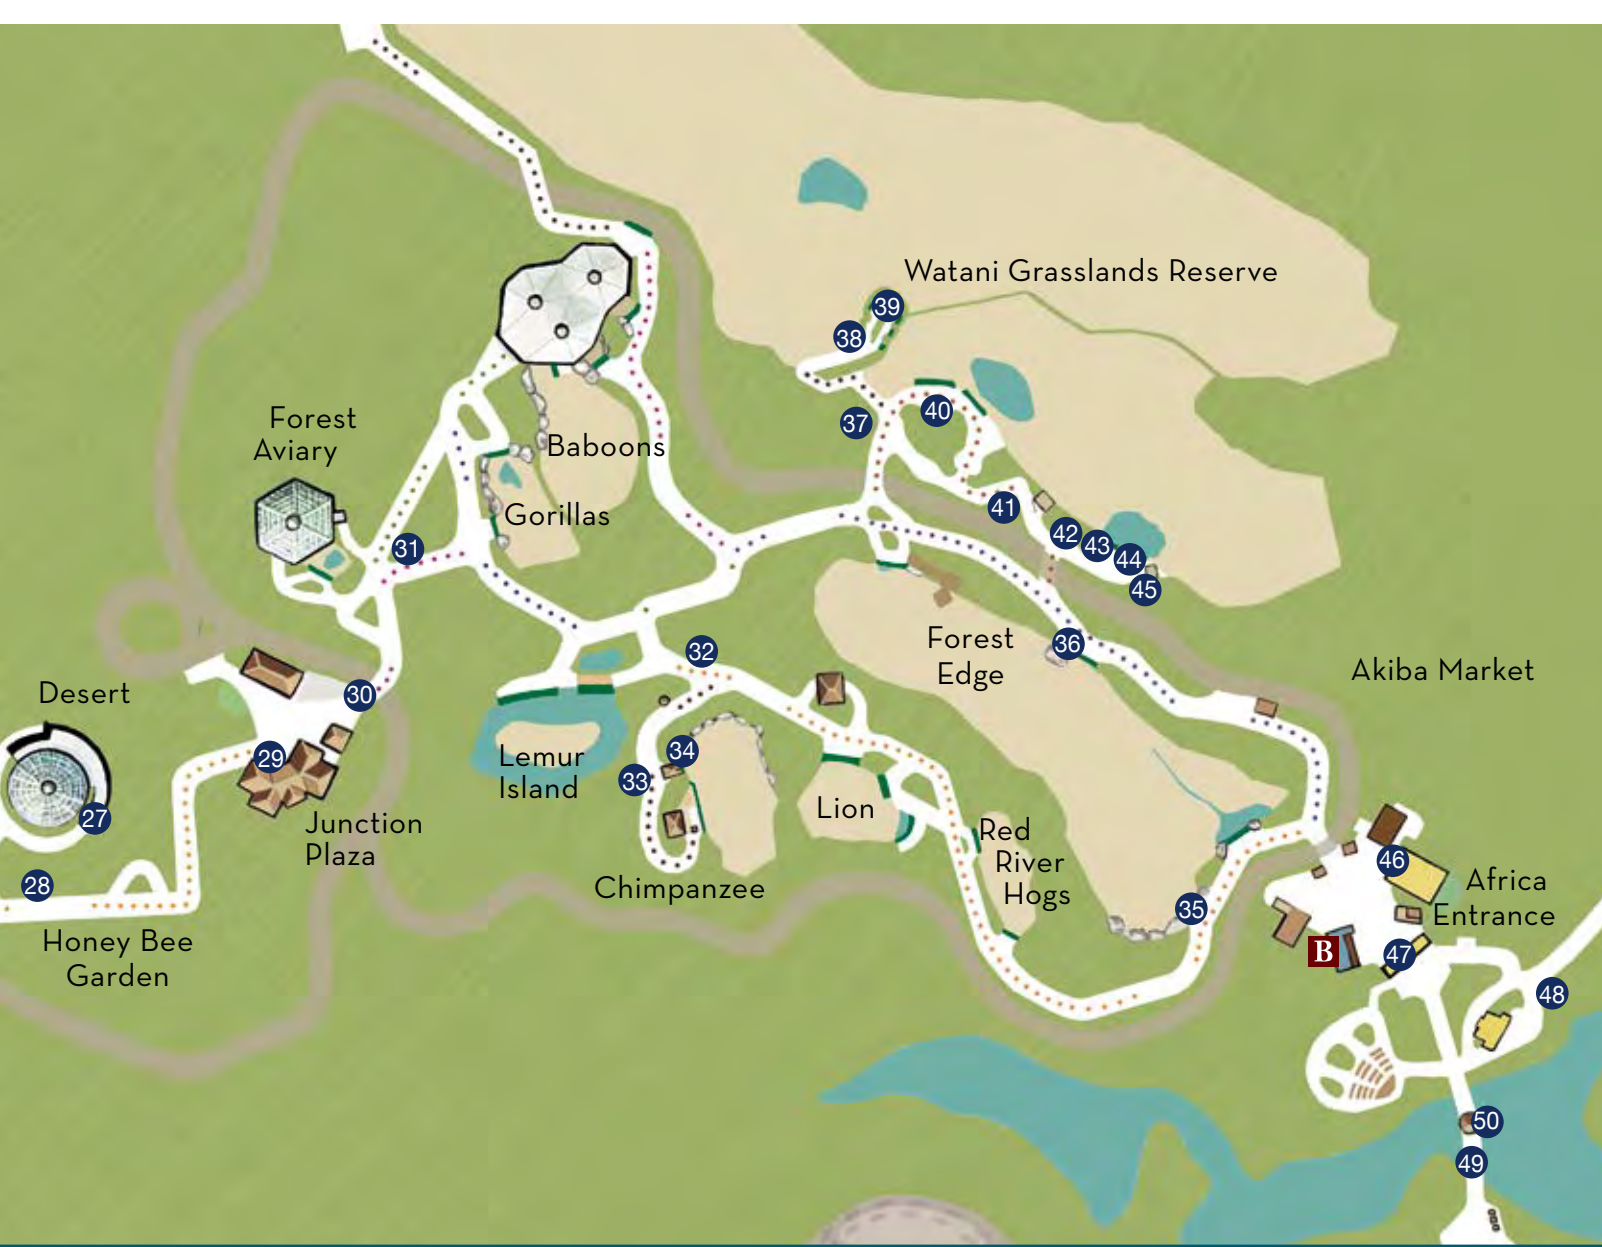 Watani Grasslands Reserve
39
38
40
37
Forest
Aviary
Baboons
41
Gorillas
42
43
44
45
31
36
Forest
Edge
32
Akiba Market
Desert
30
29
34
33
Lemur
Island
27
Junction
Plaza
Lion
Red
River
Hogs
28
Chimpanzee
46
Africa
Entrance
35
Honey Bee
Garden
B
47
48
50
49